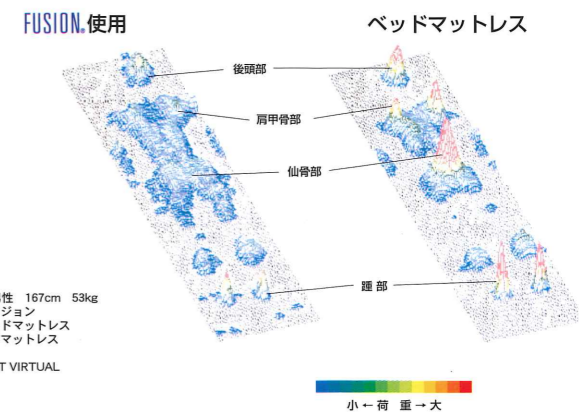 FUSION®使用
ベッドマットレス
後頭部
肩甲骨部
仙骨部
踵部
性 167cm 53kg
ジョン
ドマットレス
マットレス
T VIRTUAL
小←荷 重→大